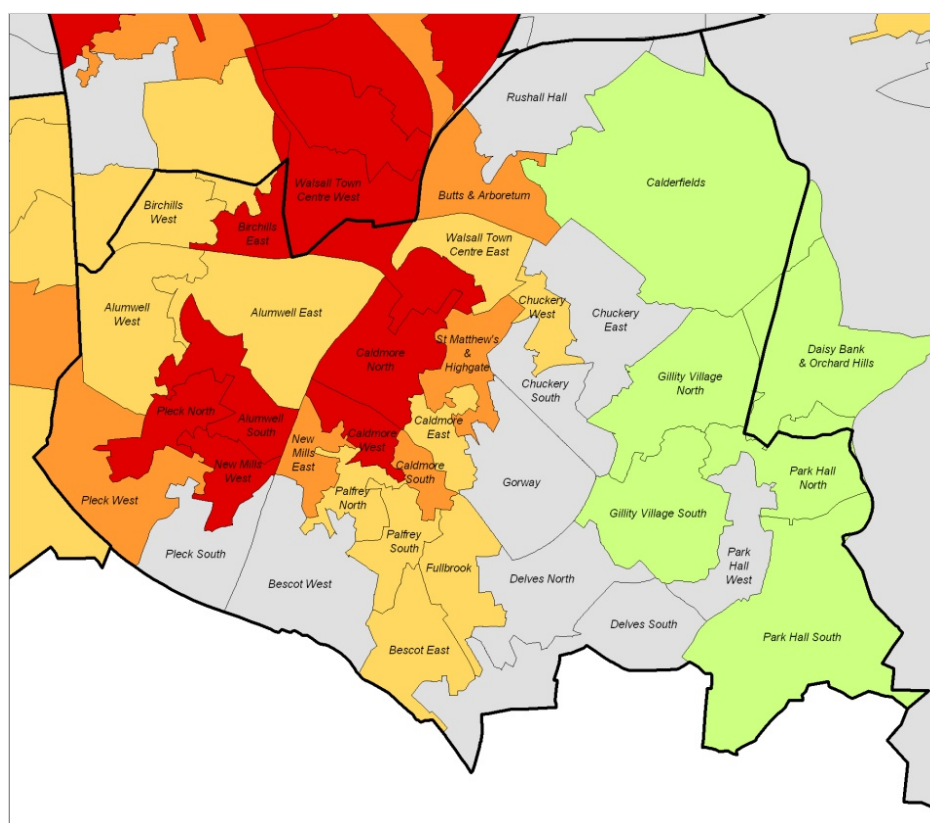 Rushall Hall
Calderfields
Walsall Town
Centre West
Butts & Arboretum
Birchills
West
Birchills
East
Walsall Town
Centre East
Alumwell
West
Alumwell East
Chuckery
West
Chuckery
East
St Matthew's
&
Highgate
Caldmore
North
Daisy Bank
& Orchard Hills
Gillity Village
North
Chuckery
South
Pleck North
Alumwell
South
Caldmore
East
Caldmore
West
New
Mills
East
New Mills
West
Caldmore
South
Gorway
Park Hall
North
Pleck West
Palfrey
North
Gillity Village South
Palfrey
South
Pleck South
Park
Hall
West
Fullbrook
Bescot West
Delves North
Delves South
Park Hall South
Bescot East